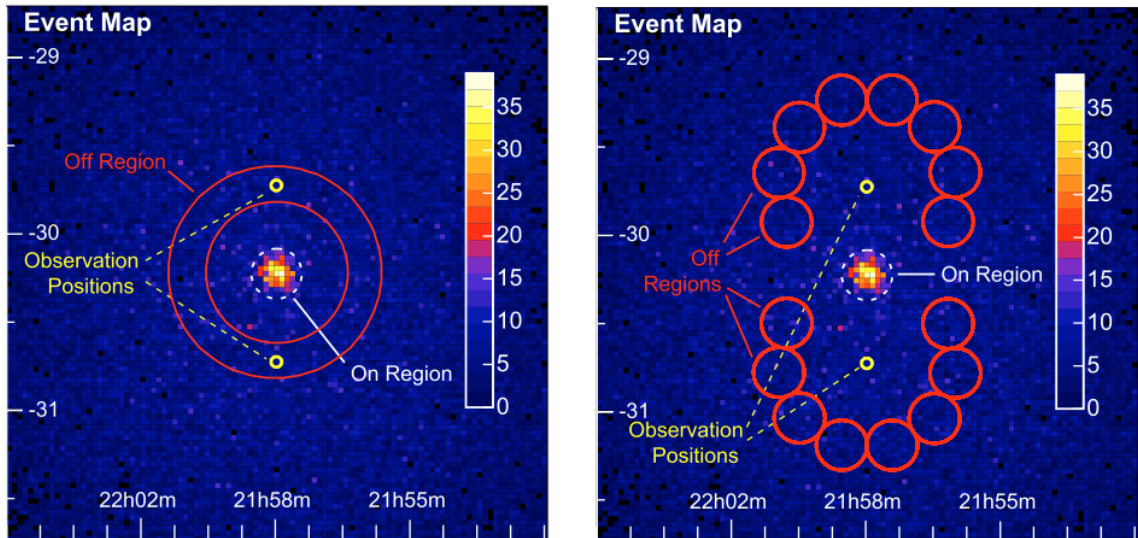 Event Map
-29
-30
-31
Off Region
Observation
Positions
On Region
35
30
25
20
15
10
5
0
22h02m
21h58m
21h55m
Event Map
-29
-30
-31
Off
Regions
On Region
Observation
Positions
35
30
25
20
15
10
5
0
22h02m
21h58m
21h55m